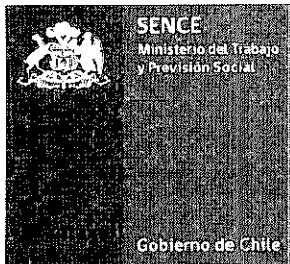 SENCE
Ministerio del Trabajo
y Previsión Social
Gobierno de Chile